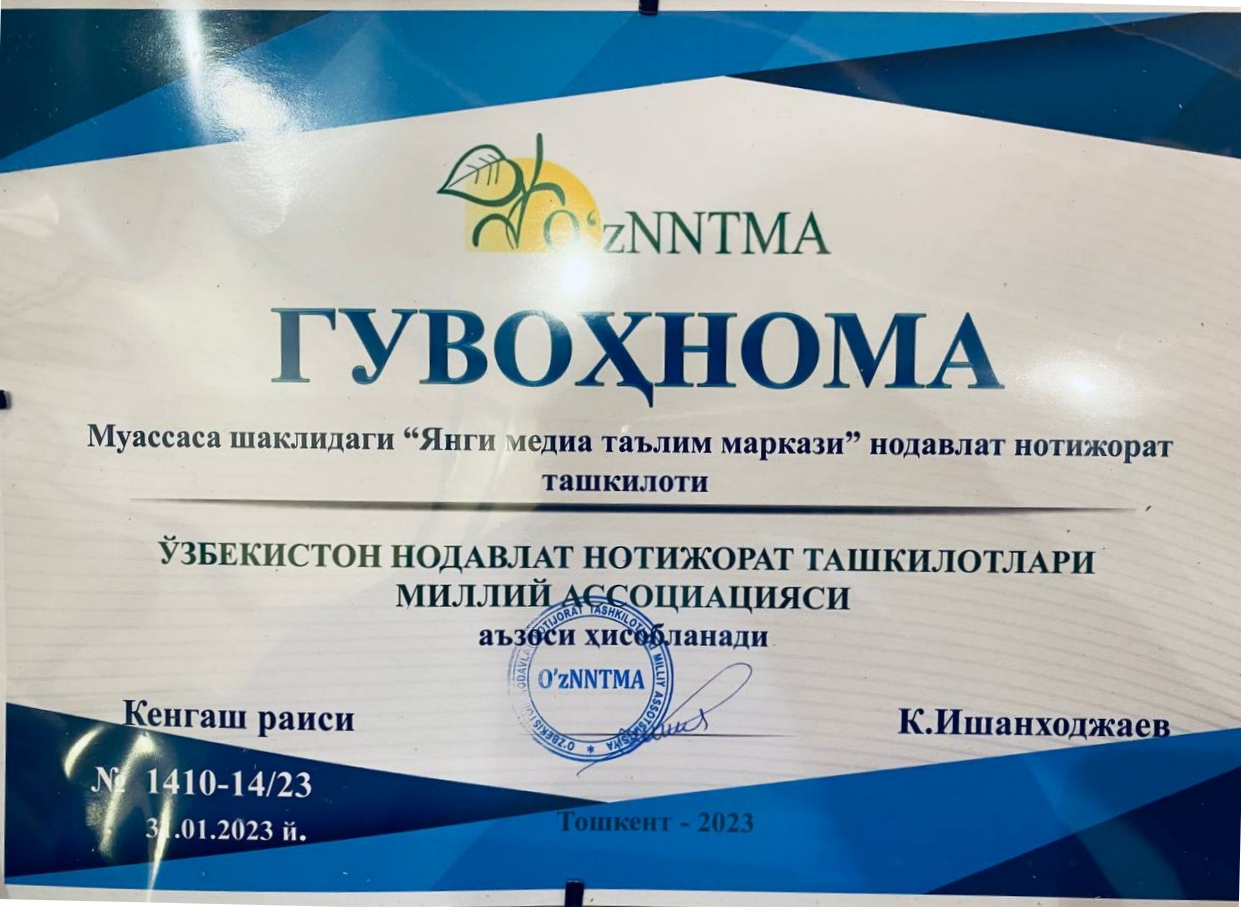 O‘zNNTMA
ГУВОҲНОМА
Муассаса шаклидаги “Янги медиа таълим маркази” нодавлат нотижорат
ташкилоти
ЎЗБЕКИСТОН НОДАВЛАТ НОТИЖОРАТ ТАШКИЛОТЛАРИ
МИЛЛИЙ АССОЦИАЦИЯСИ
аъзоси ҳисобланади
O’zNNTMA
Кенгаш раиси
К.Ишанходжаев
№ 1410-14/23
31.01.2023 й.
Тошкент - 2023